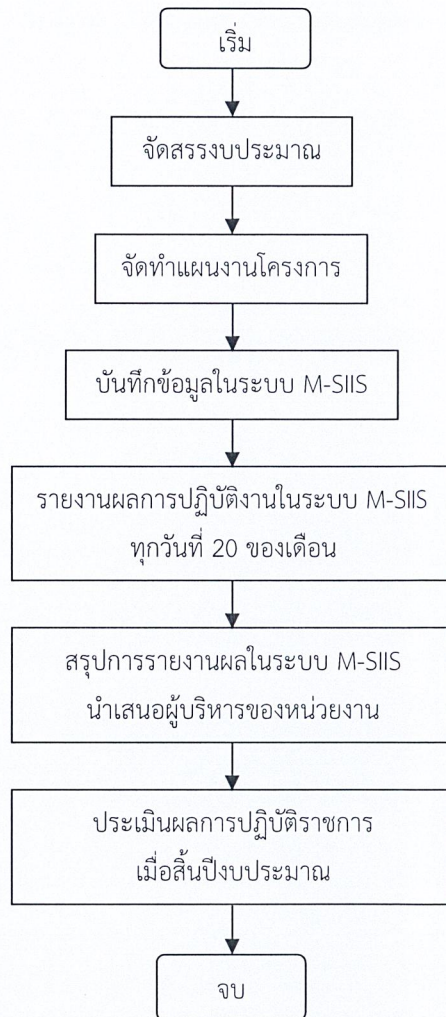 เริ่ม
จัดสรรงบประมาณ
จัดทำแผนงานโครงการ
บันทึกข้อมูลในระบบ M-SIIS
รายงานผลการปฏิบัติงานในระบบ M-SIIS
ทุกวันที่ 20 ของเดือน
สรุปการรายงานผลในระบบ M-SIIS
นำเสนอผู้บริหารของหน่วยงาน
ประเมินผลการปฏิบัติราชการ
เมื่อสิ้นปีงบประมาณ
จบ